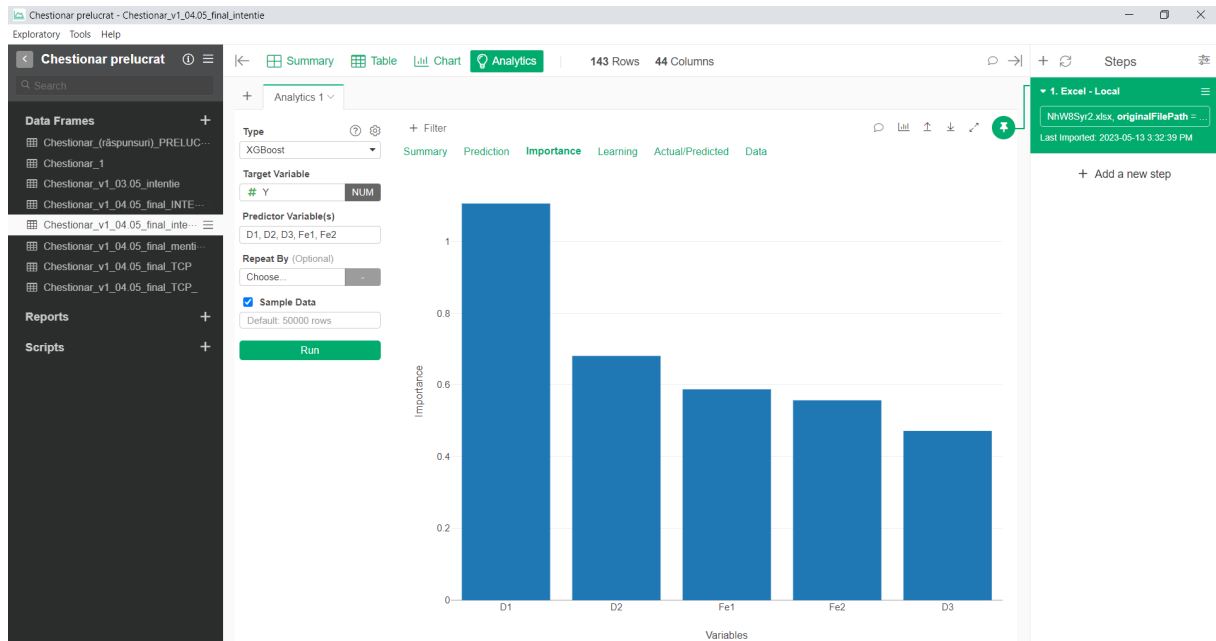 Chestionar prelucrat - Chestionar_v1_04.05_final_intentie
Exploratory Tools Help
Chestionar prelucrat
Search
Data Frames
Chestionar_(răspunsuri)_PRELUC···
Chestionar_1
Chestionar_v1_03.05_intentie
Chestionar_v1_04.05_final_INTE···
Chestionar_v1_04.05_final_inte···
Chestionar_v1_04.05_final_menti···
Chestionar_v1_04.05_final_TCP
Chestionar_v1_04.05_final_TCP_
Reports
Scripts
Summary Table Chart Analytics 143 Rows 44 Columns
Analytics 1
Type
XGBoost
Target Variable
# Y NUM
Predictor Variable(s)
D1, D2, D3, Fe1, Fe2
Repeat By (Optional)
Choose... -
Sample Data
Default: 50000 rows
Run
+ Filter
Summary Prediction Importance Learning Actual/Predicted Data
Importance
1
0.8
0.6
0.4
0.2
0
D1 D2 Fe1 Fe2 D3
Variables
Steps
1. Excel - Local
NhW8Syr2.xlsx, originalFilePath = ...
Last Imported: 2023-05-13 3:32:39 PM
+ Add a new step